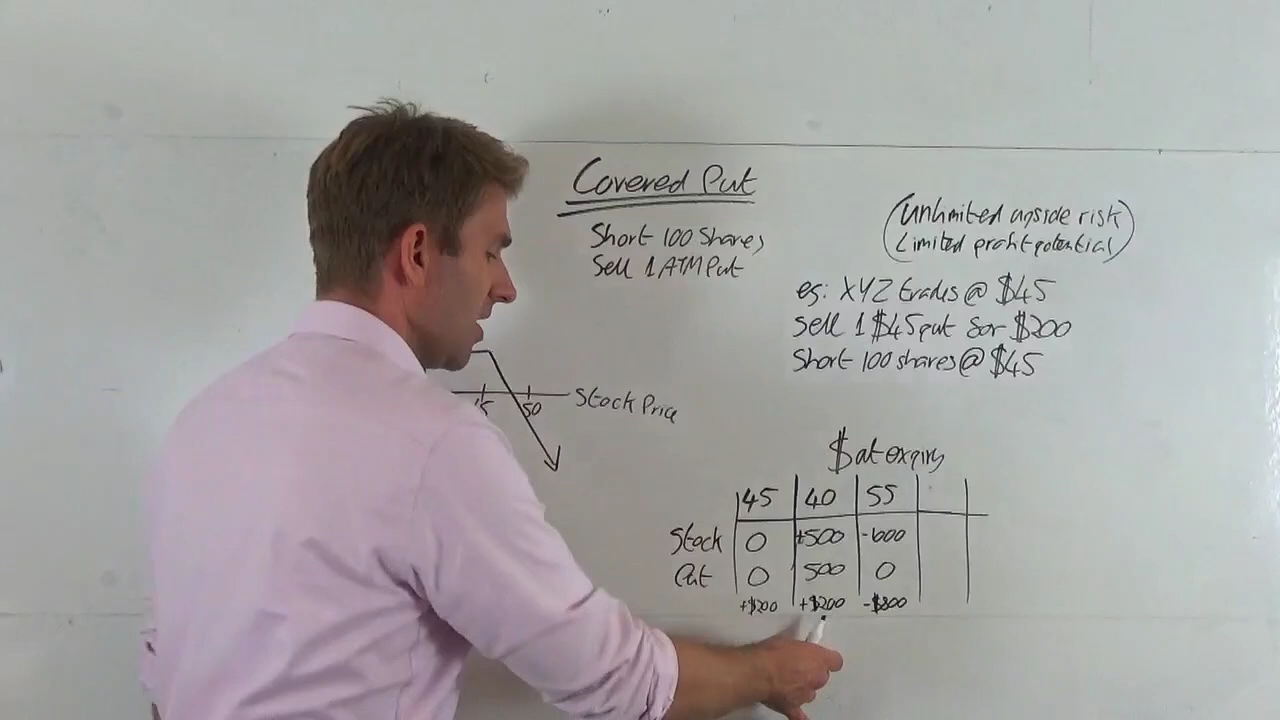 Covered Put
Short 100 Shares
Sell 1 ATM Put
(Unlimited upside risk
Limited profit potential)
eg: XYZ trades @ $45
Sell 1 $45 put for $200
Short 100 shares @ $45
50
Stock Price
$ at expiry
45 40 55
Stock 0 +500 -1000
Put 0 500 0
+$200 +$200 -$800